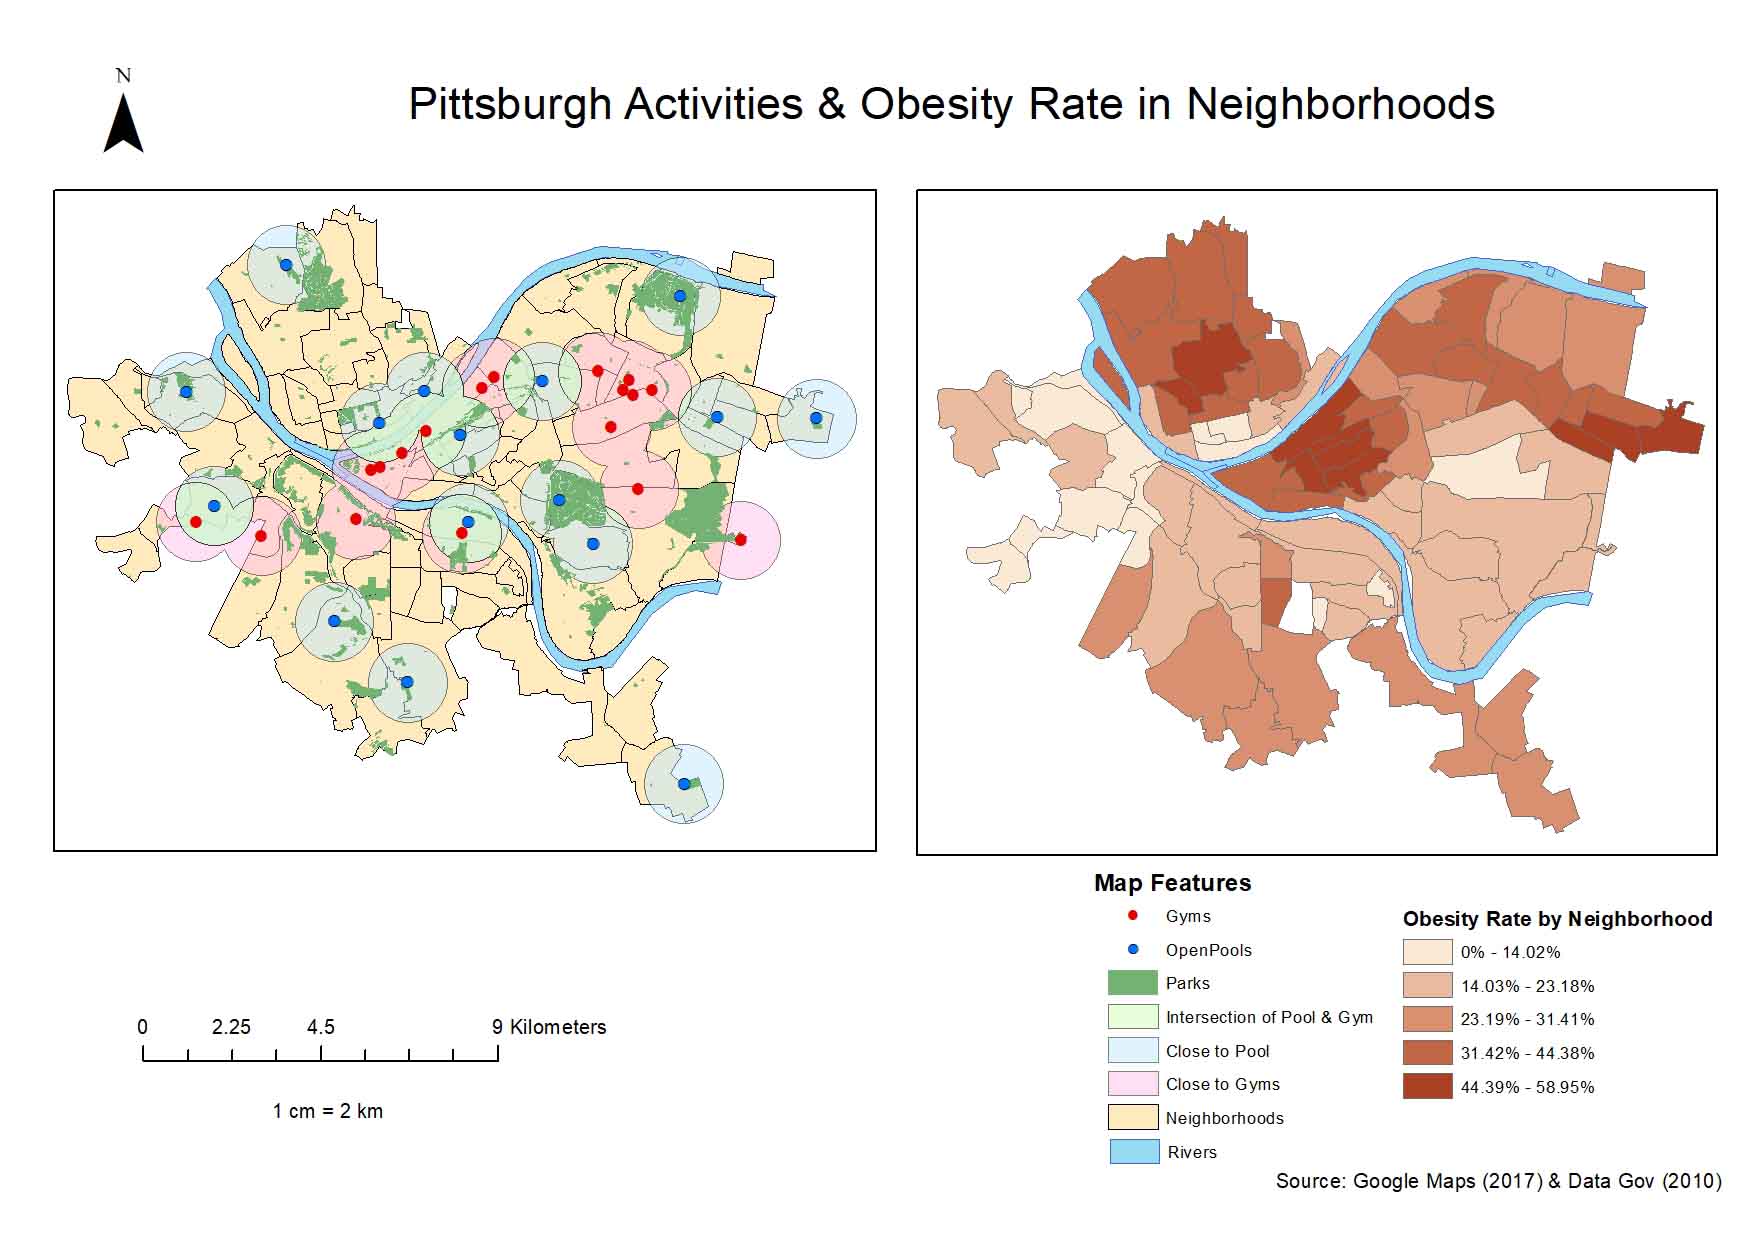 N
Pittsburgh Activities & Obesity Rate in Neighborhoods
Map Features
Gyms
OpenPools
Parks
Intersection of Pool & Gym
Close to Pool
Close to Gyms
Neighborhoods
Rivers
Obesity Rate by Neighborhood
0% - 14.02%
14.03% - 23.18%
23.19% - 31.41%
31.42% - 44.38%
44.39% - 58.95%
0 2.25 4.5 9 Kilometers
1 cm = 2 km
Source: Google Maps (2017) & Data Gov (2010)